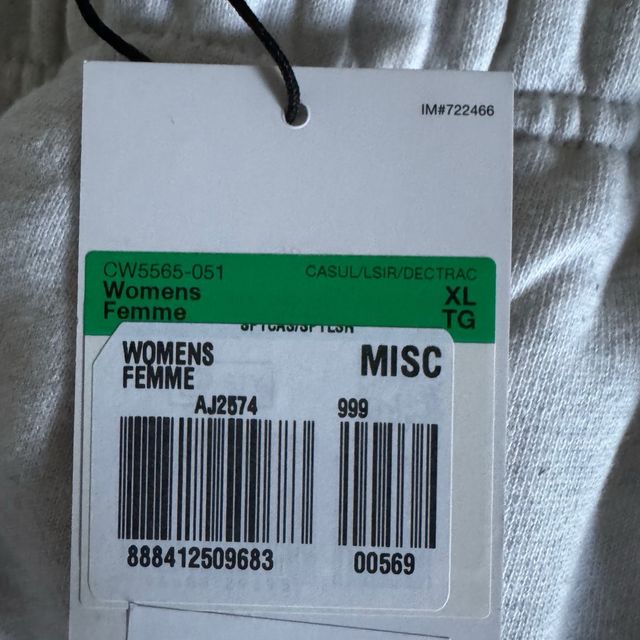 IM#722466
CW5565-051 CASUL/LSIR/DECTRAC
Womens XL
Femme TG
WOMENS MISC
FEMME
AJ2574 999
888412509683 00569